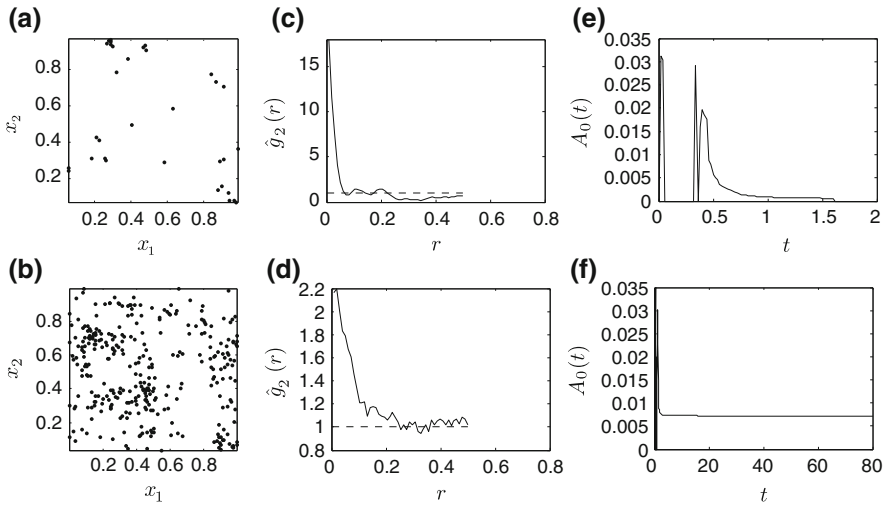 (a)
0.8
0.6
0.4
0.2
x₂
0.2 0.4 0.6 0.8
x₁
(c)
15
10
5
0
ĝ₂(r)
0 0.2 0.4 0.6 0.8
r
(e)
0.035
0.03
0.025
0.02
0.015
0.01
0.005
0
A₀(t)
0 0.5 1 1.5 2
t
(b)
0.8
0.6
0.4
0.2
x₂
0.2 0.4 0.6 0.8
x₁
(d)
2.2
2
1.8
1.6
1.4
1.2
1
0.8
ĝ₂(r)
0 0.2 0.4 0.6 0.8
r
(f)
0.035
0.03
0.025
0.02
0.015
0.01
0.005
0
A₀(t)
0 20 40 60 80
t